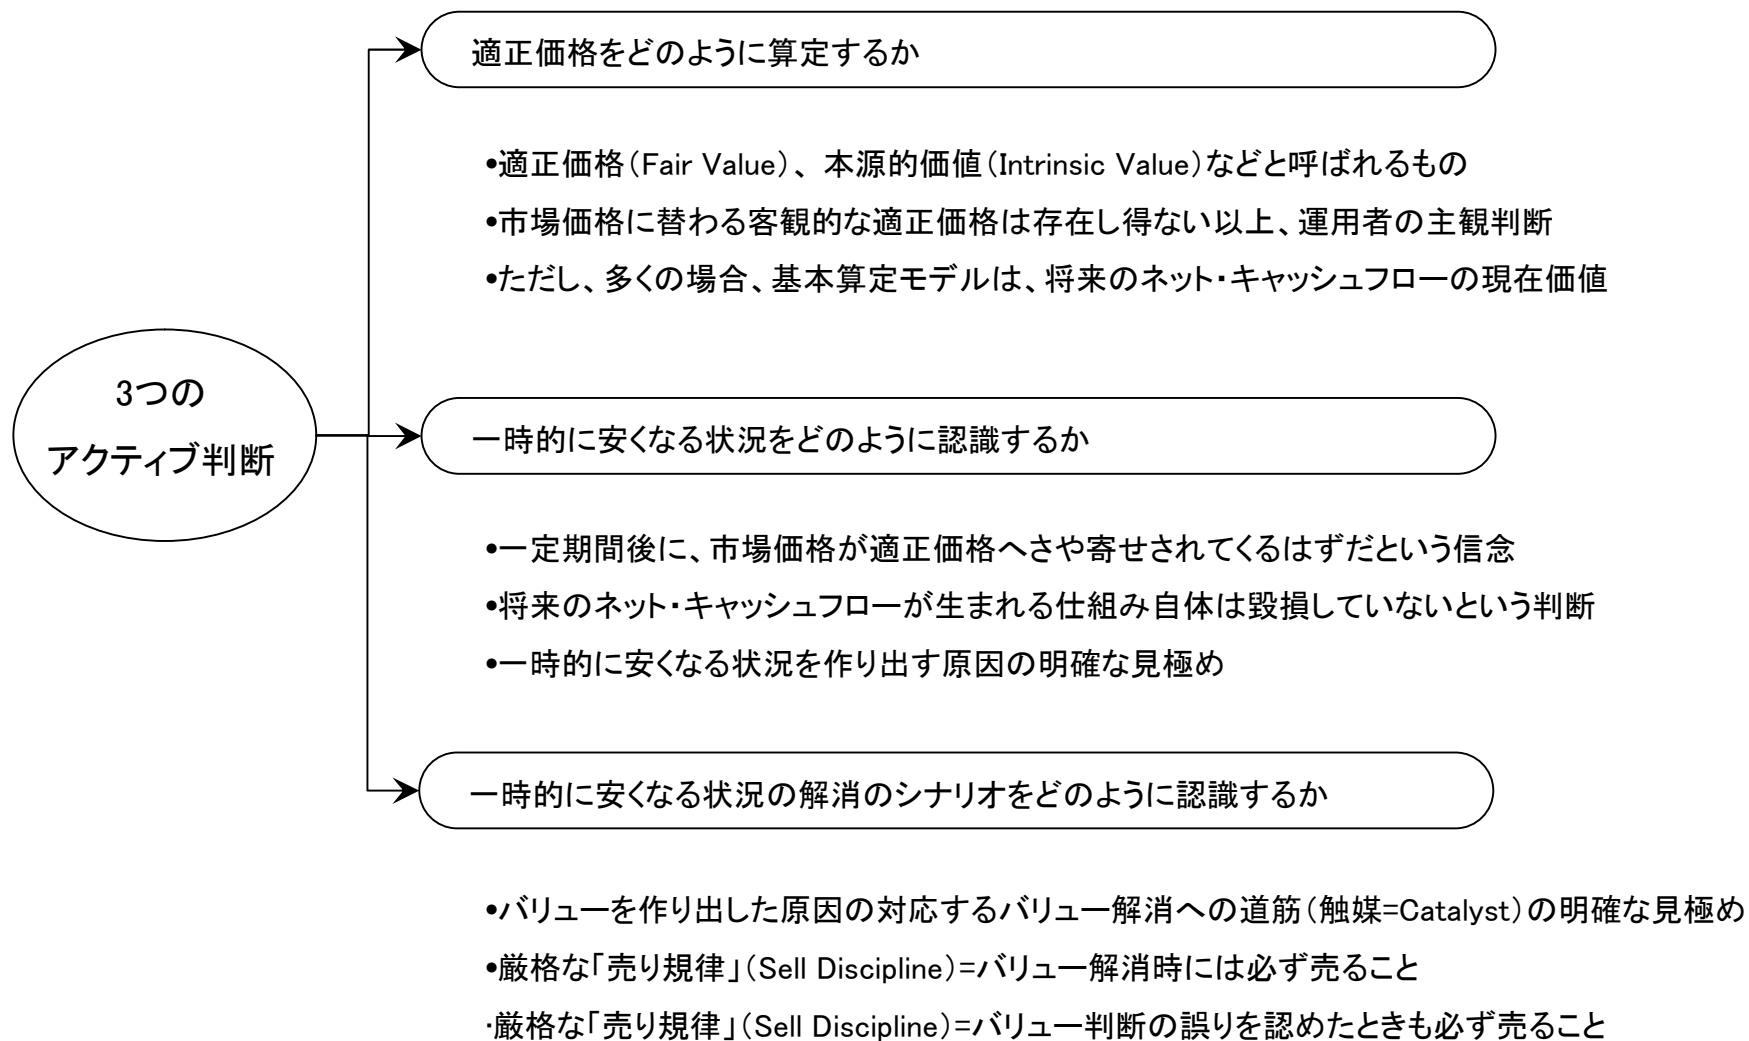 適正価格をどのように算定するか
•適正価格(Fair Value)、本源的価値(Intrinsic Value)などと呼ばれるもの
•市場価格に替わる客観的な適正価格は存在し得ない以上、運用者の主観判断
•ただし、多くの場合、基本算定モデルは、将来のネット・キャッシュフローの現在価値
3つの
アクティブ判断
一時的に安くなる状況をどのように認識するか
•一定期間後に、市場価格が適正価格へさや寄せされてくるはずだという信念
•将来のネット・キャッシュフローが生まれる仕組み自体は毀損していないという判断
•一時的に安くなる状況を作り出す原因の明確な見極め
一時的に安くなる状況の解消のシナリオをどのように認識するか
•バリューを作り出した原因の対応するバリュー解消への道筋(触媒=Catalyst)の明確な見極め
•厳格な「売り規律」(Sell Discipline)=バリュー解消時には必ず売ること
·厳格な「売り規律」(Sell Discipline)=バリュー判断の誤りを認めたときも必ず売ること